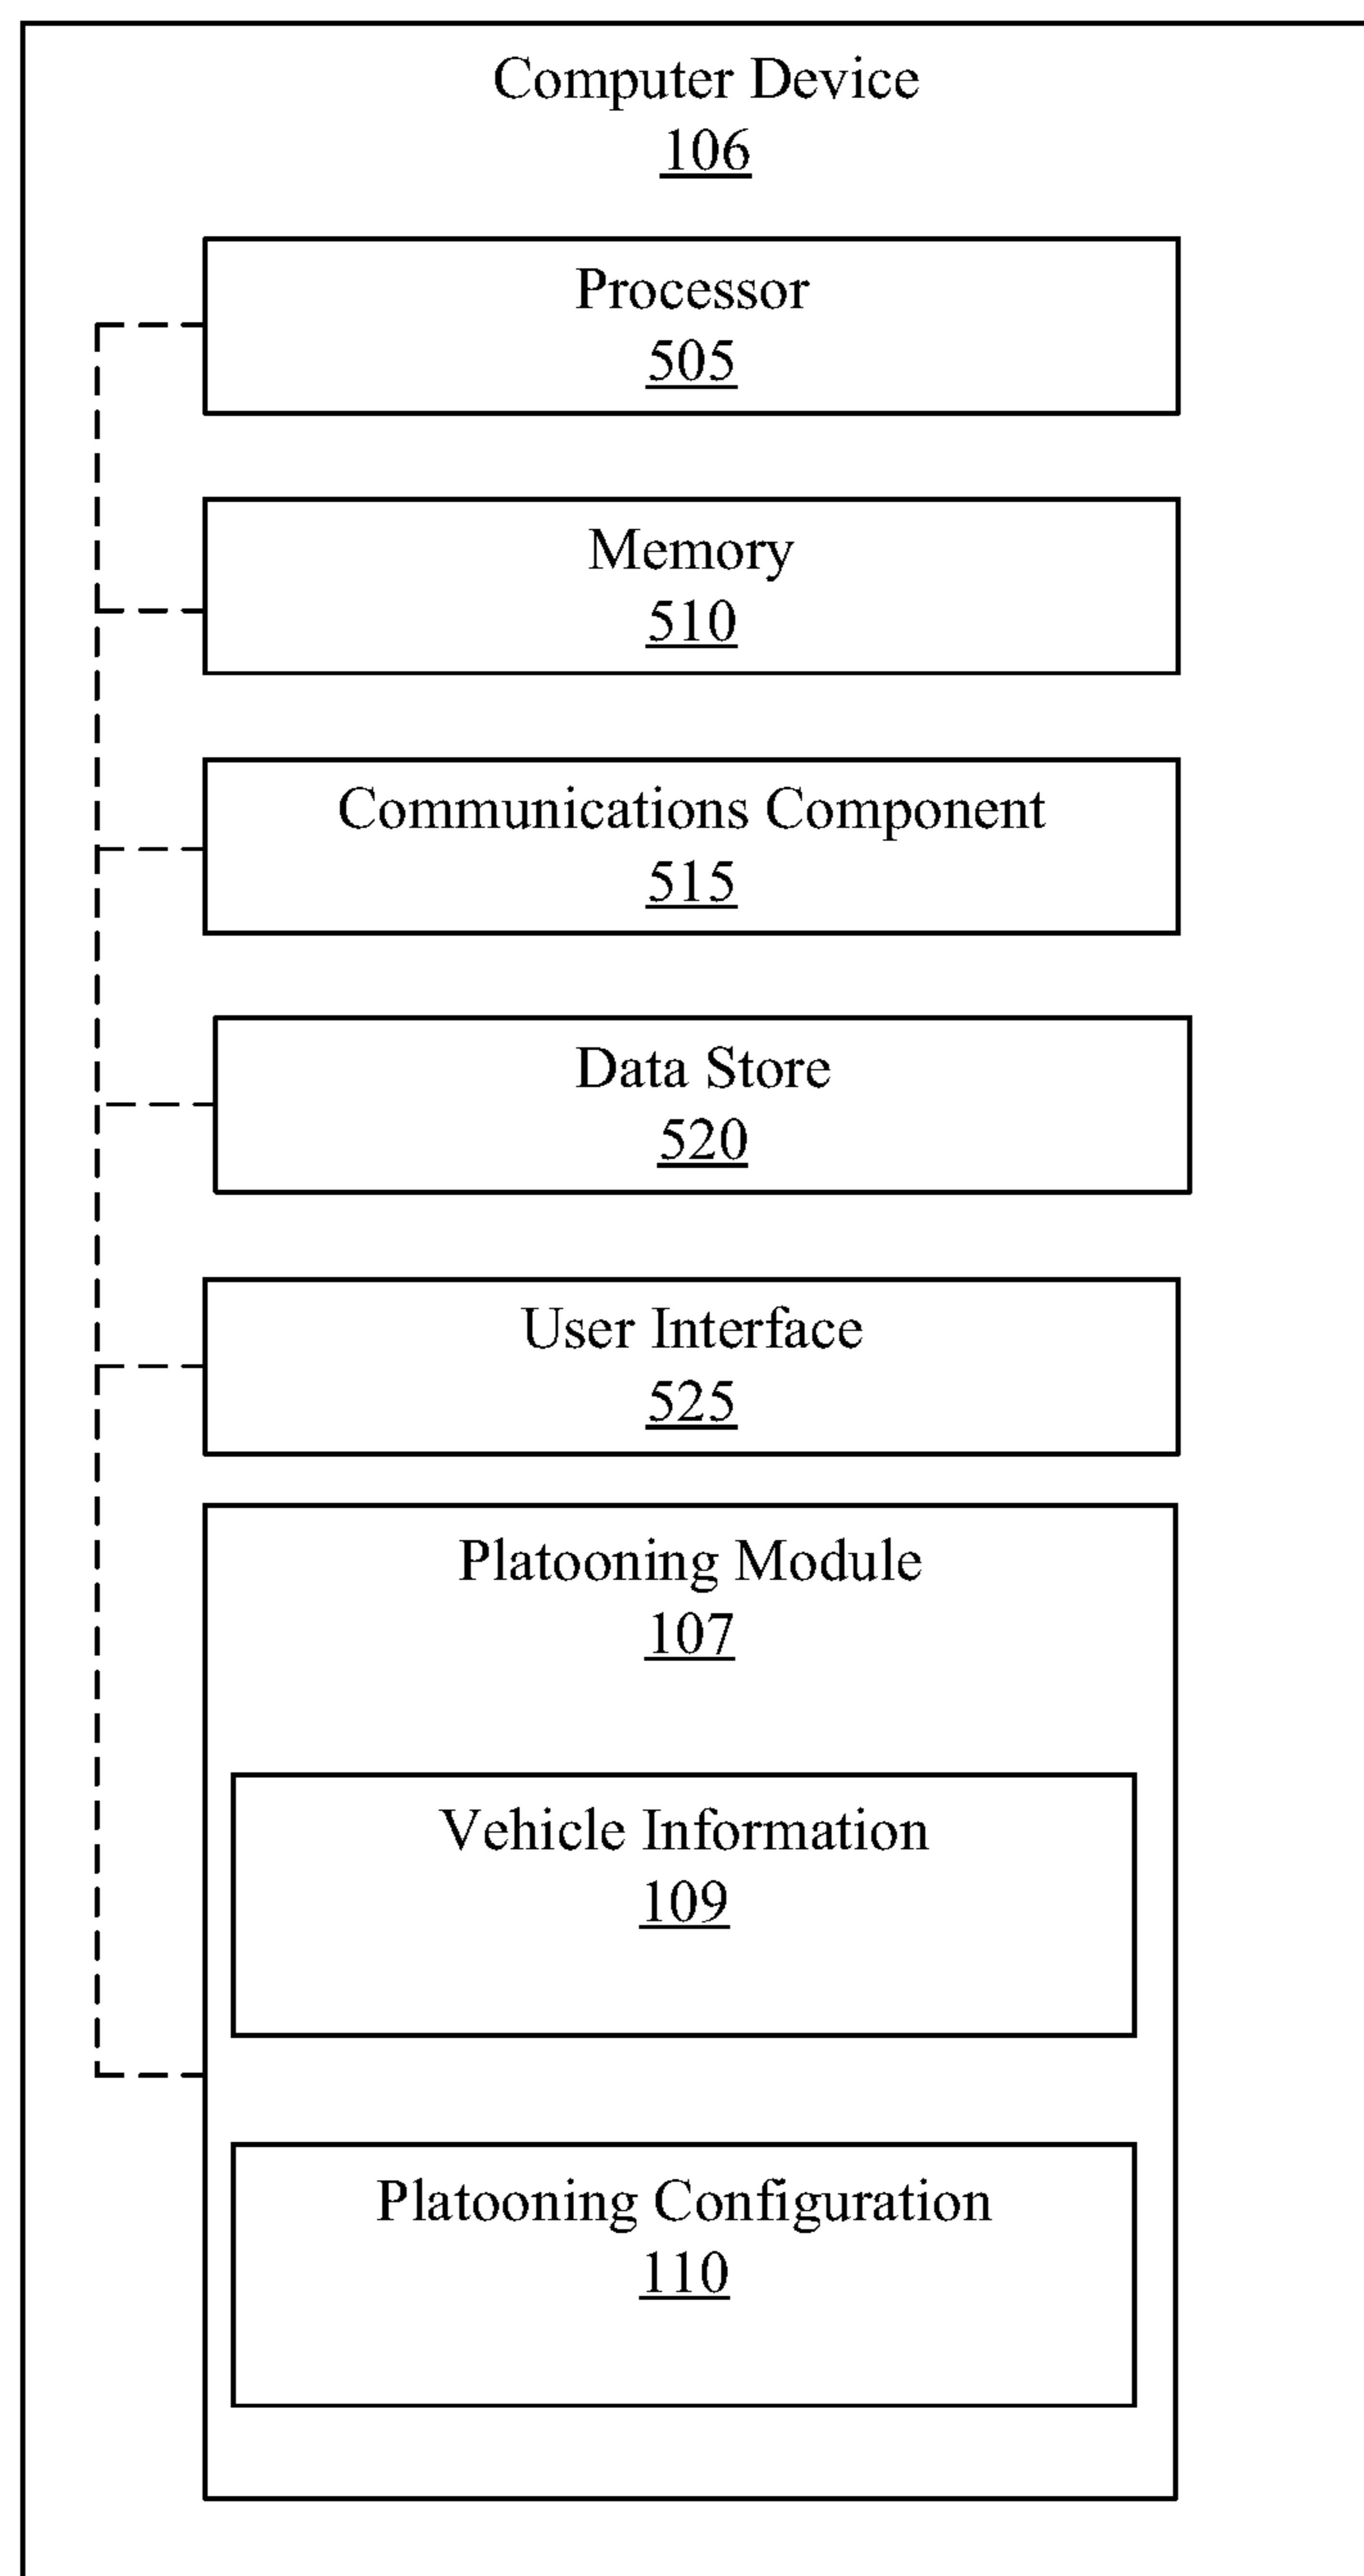 Computer Device
106
Processor
505
Memory
510
Communications Component
515
Data Store
520
User Interface
525
Platooning Module
107
Vehicle Information
109
Platooning Configuration
110